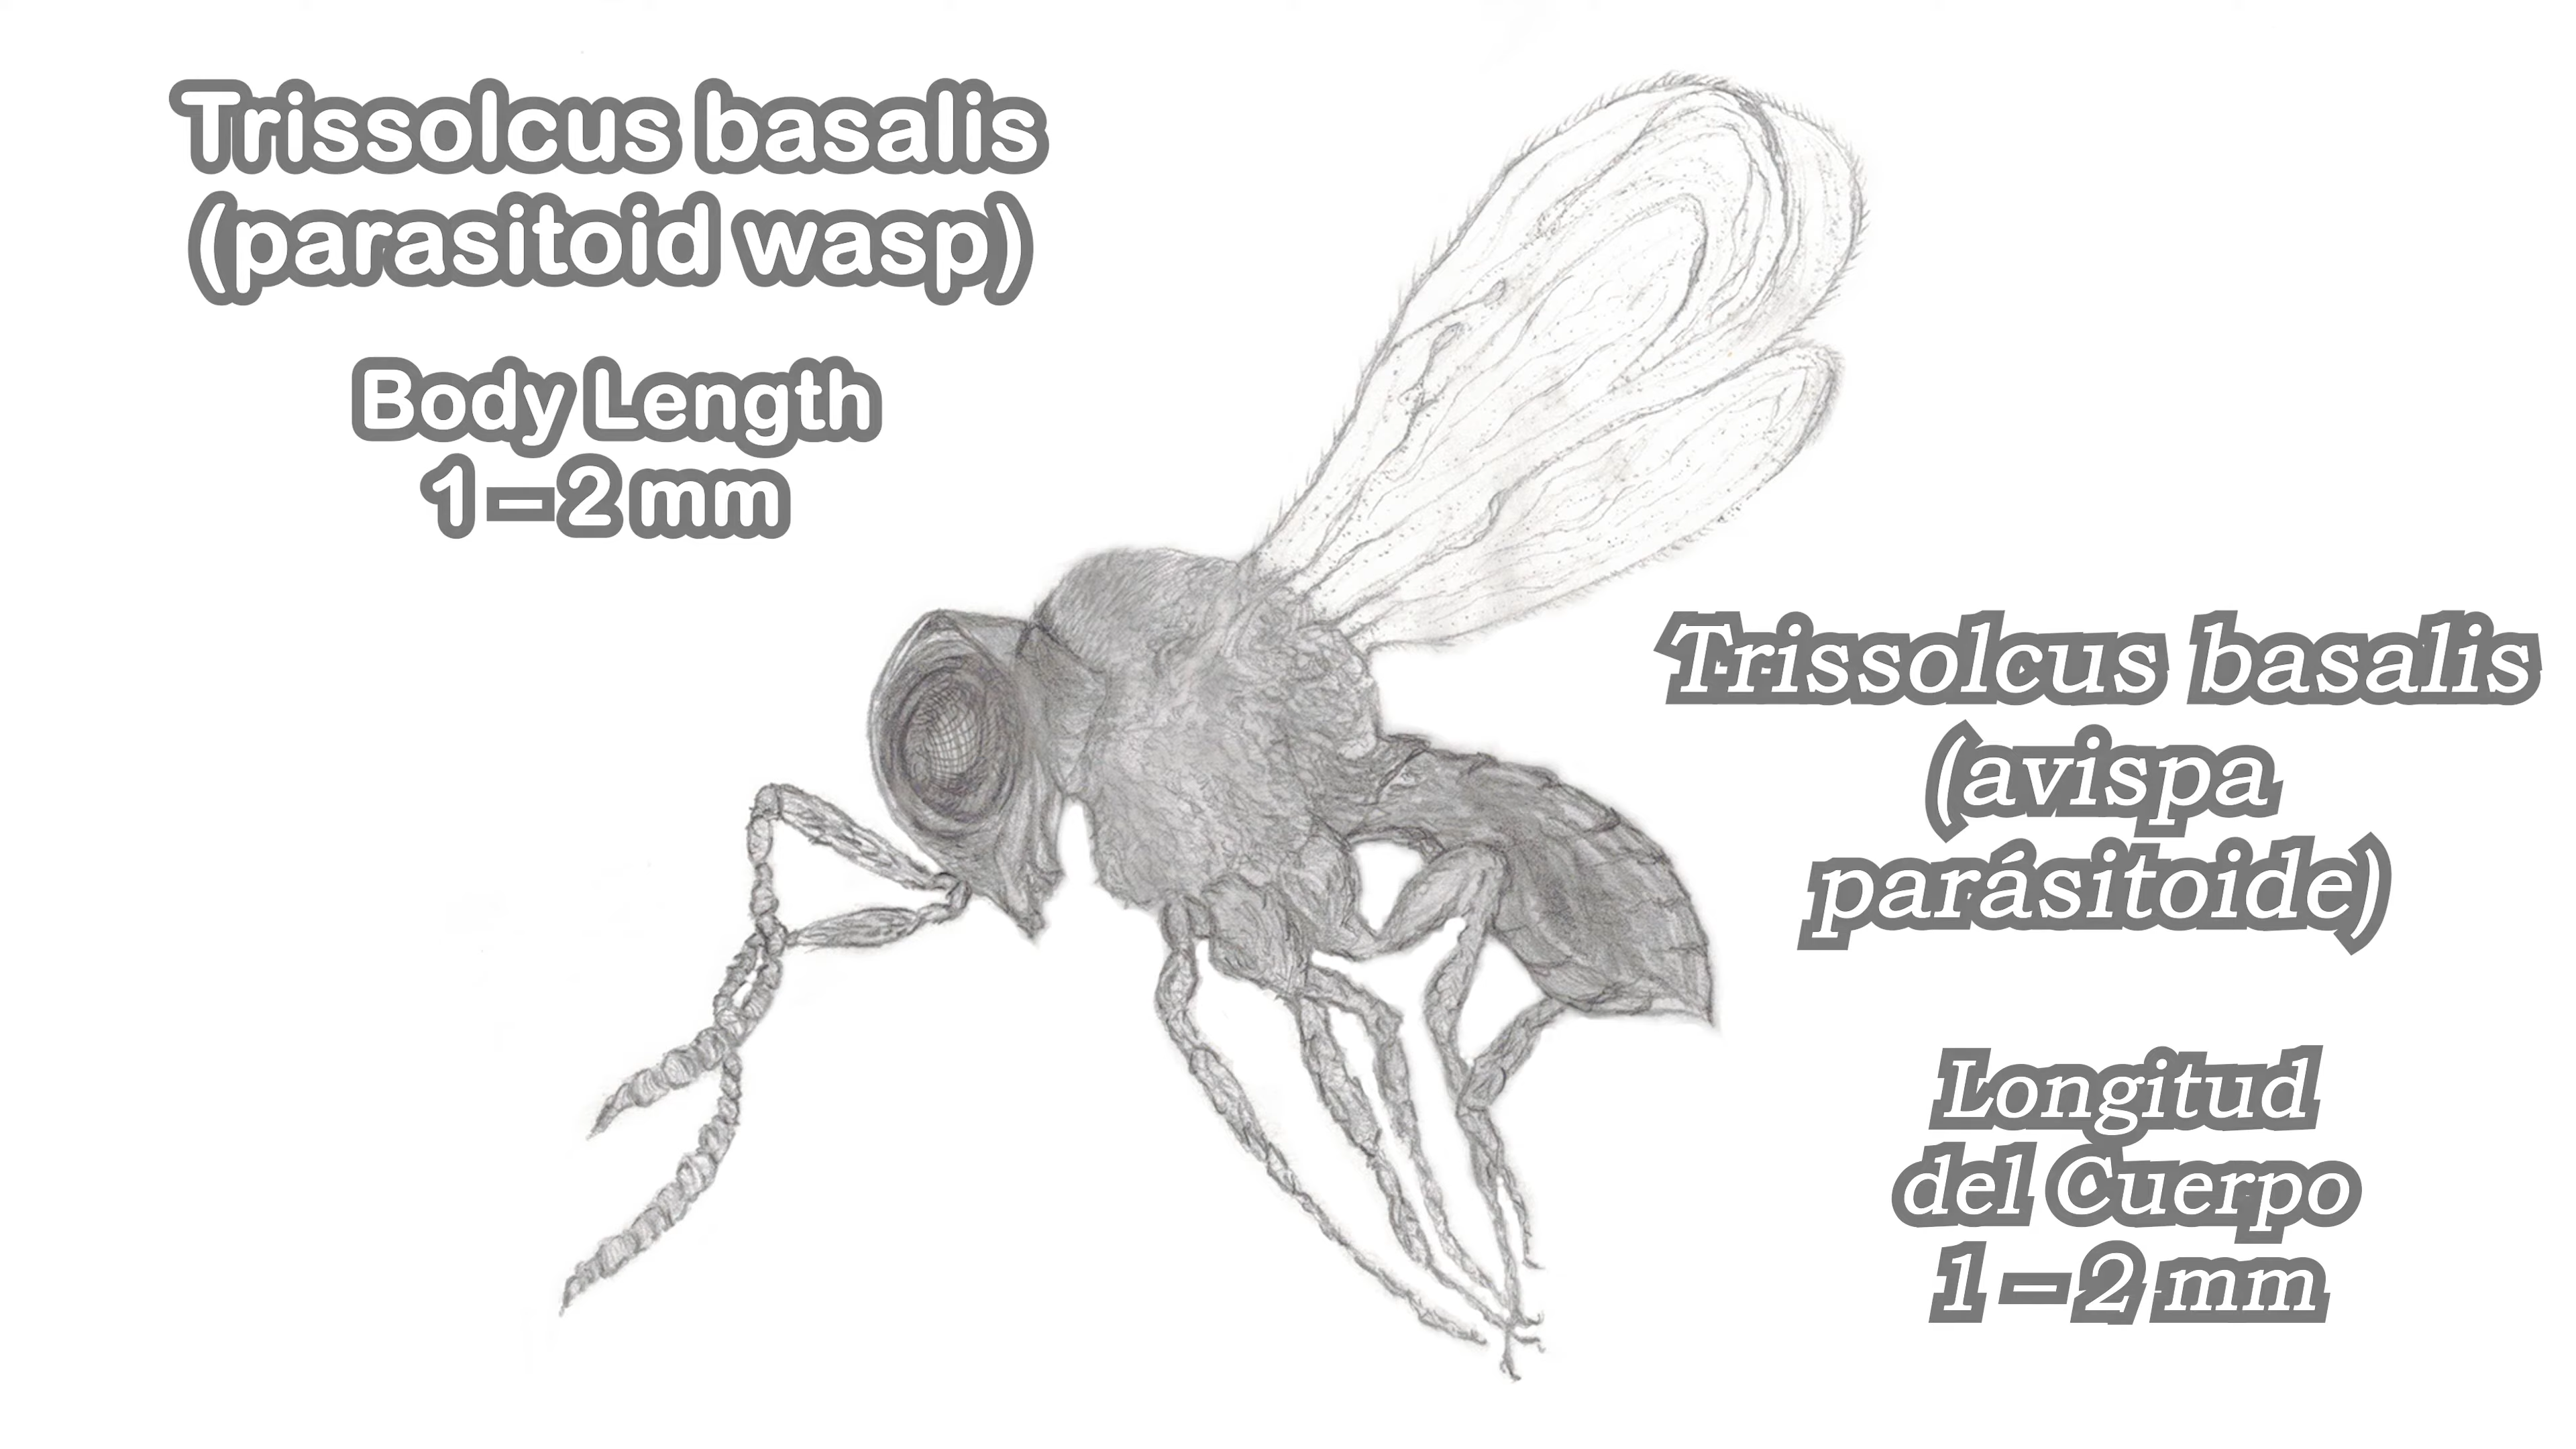 Trissolcus basalis
(parasitoid wasp)
Body Length
1 – 2 mm
Trissolcus basalis
(avispa
parásitoide)
Longitud
del Cuerpo
1 – 2 mm